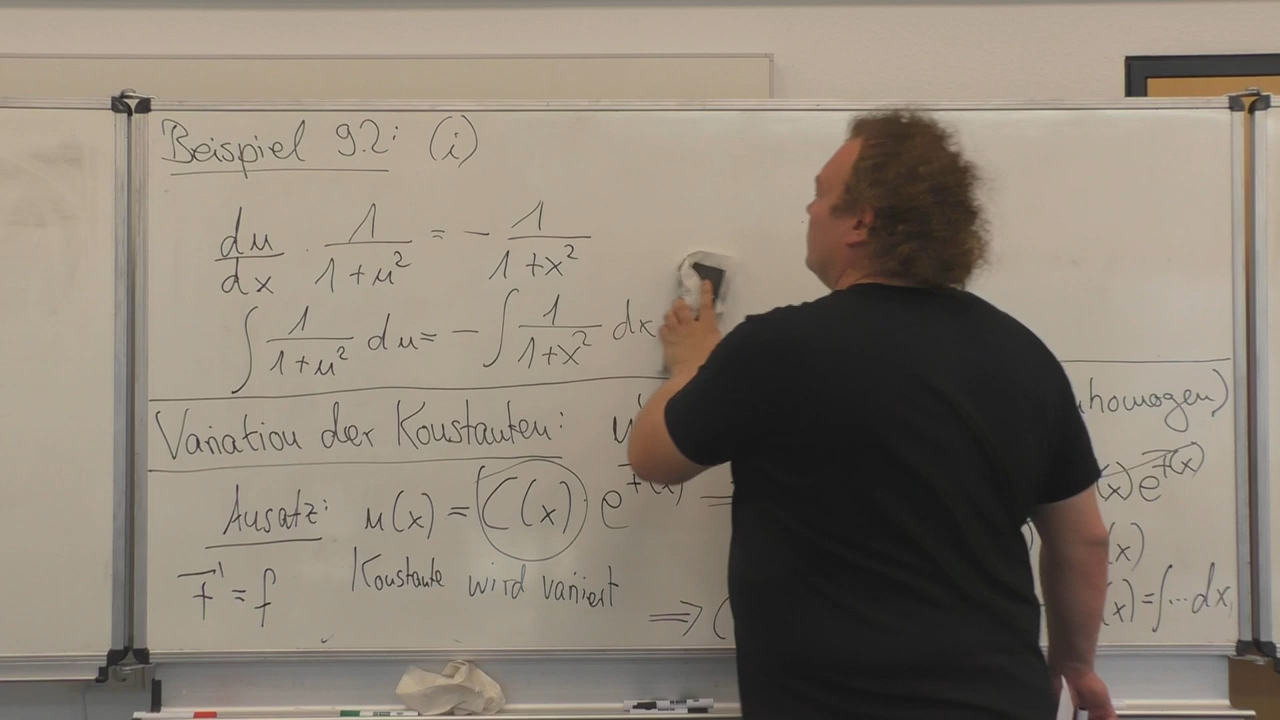 Beispiel 9.2: (i)
du/dx · 1/(1+u²) = − 1/(1+x²)
∫ 1/(1+u²) du = − ∫ 1/(1+x²) dx
Variation der Konstanten: u' homogen)
Ansatz: u(x) = C(x) e^F(x) = (x) e^F(x)
F' = f Konstante wird variiert (x)
⇒ (x) = ∫ ... dx,